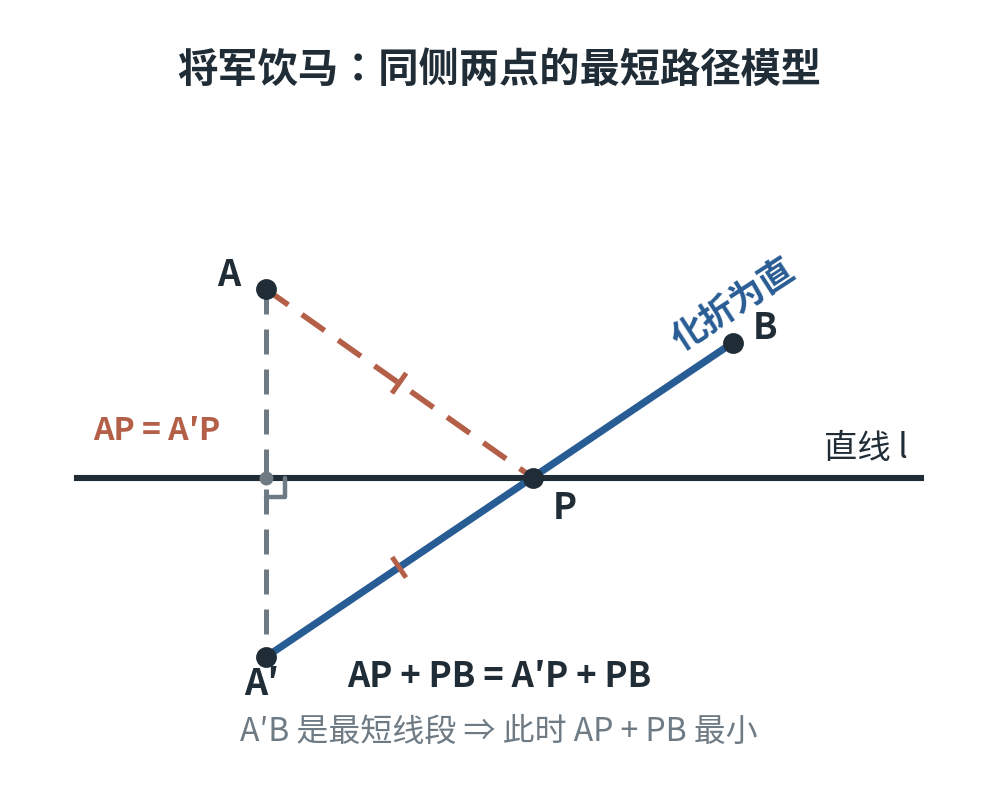 将军饮马：同侧两点的最短路径模型
A
化折为直
B
AP = A′P
直线 l
P
A′
AP + PB = A′P + PB
A′B 是最短线段 ⇒ 此时 AP + PB 最小